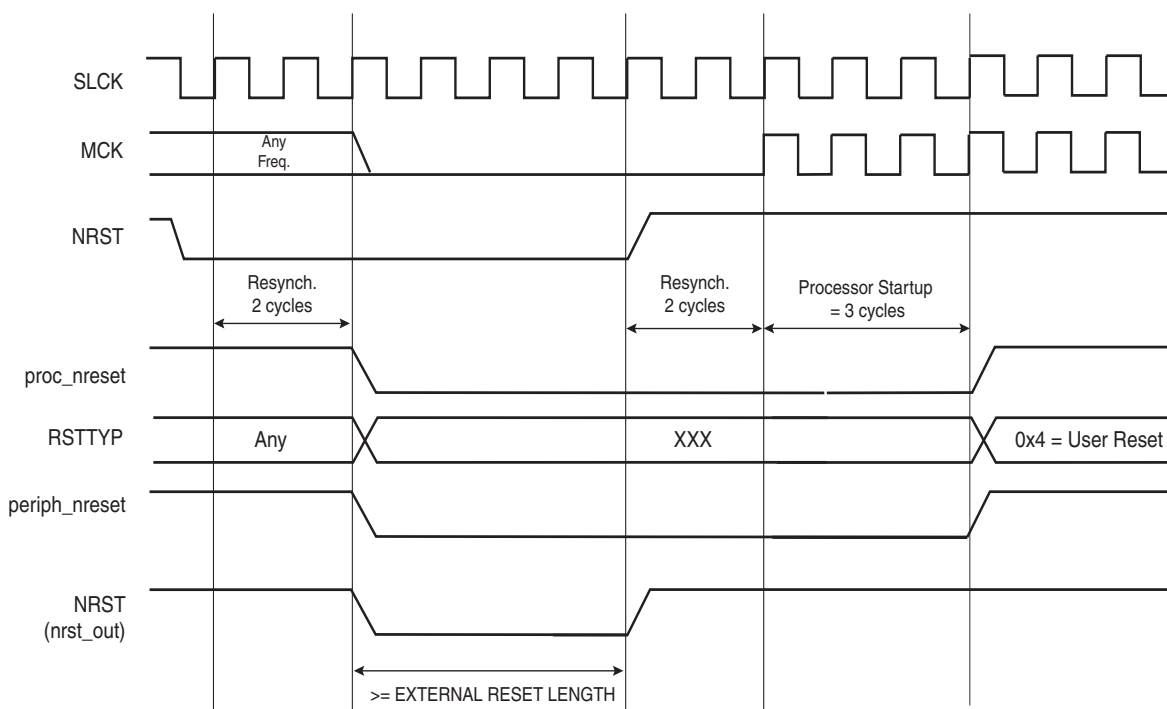 SLCK
MCK
Any
Freq.
NRST
Resynch.
2 cycles
Resynch.
2 cycles
Processor Startup
= 3 cycles
proc_nreset
RSTTYP
Any
XXX
0x4 = User Reset
periph_nreset
NRST
(nrst_out)
>= EXTERNAL RESET LENGTH